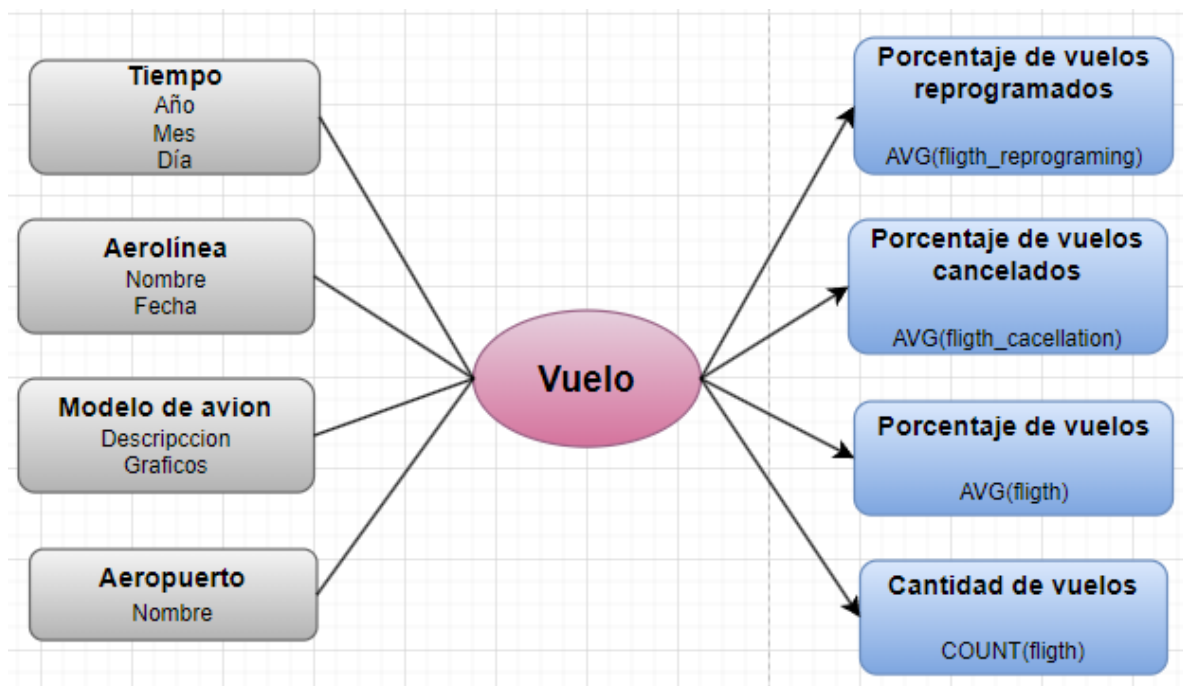 Tiempo
Año
Mes
Día
Aerolínea
Nombre
Fecha
Modelo de avion
Descripccion
Graficos
Aeropuerto
Nombre
Vuelo
Porcentaje de vuelos
reprogramados
AVG(fligth_reprograming)
Porcentaje de vuelos
cancelados
AVG(fligth_cacellation)
Porcentaje de vuelos
AVG(fligth)
Cantidad de vuelos
COUNT(fligth)